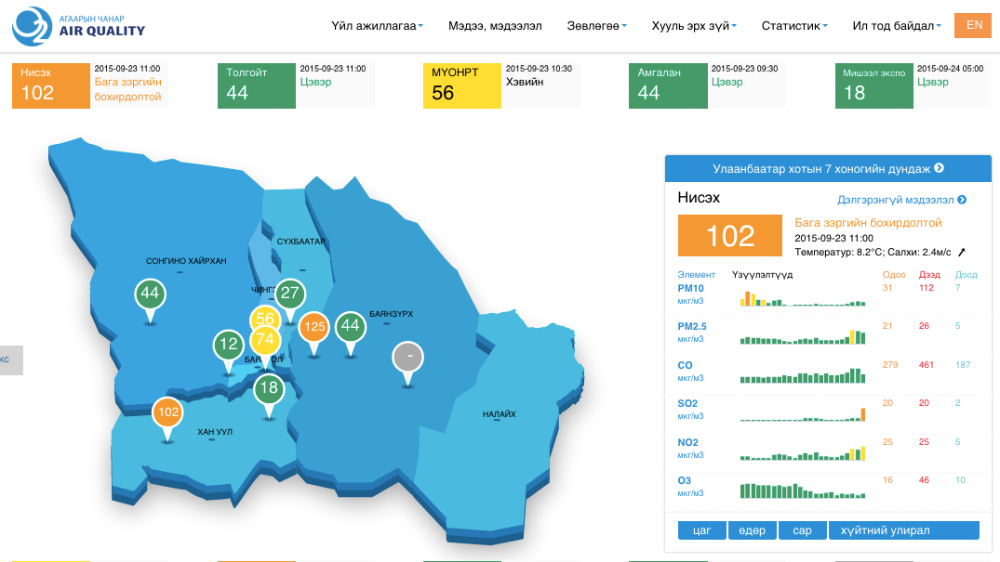 АГААРЫН ЧАНАР
AIR QUALITY
Үйл ажиллагаа
Мэдээ, мэдээлэл
Зөвлөгөө
Хууль эрх зүй
Статистик
Ил тод байдал
EN
Нисэх
102
2015-09-23 11:00
Бага зэргийн
бохирдолтой
Толгойт
44
2015-09-23 11:00
Цэвэр
МҮОНРТ
56
2015-09-23 10:30
Хэвийн
Амгалан
44
2015-09-23 09:30
Цэвэр
Мишээл экспо
18
2015-09-24 05:00
Цэвэр
СОНГИНО ХАЙРХАН
СҮХБААТАР
44
27
БАЯНЗҮРХ
56
125
44
74
12
-
18
102
ХАН УУЛ
НАЛАЙХ
кс
Улаанбаатар хотын 7 хоногийн дундаж
Нисэх
Дэлгэрэнгүй мэдээлэл
102
Бага зэргийн бохирдолтой
2015-09-23 11:00
Температур: 8.2°C; Салхи: 2.4м/с
Элемент Үзүүлэлтүүд Одоо Дээд Доод
PM10 31 112 7
мкг/м3
PM2.5 21 26 5
мкг/м3
CO 279 461 187
мкг/м3
SO2 20 20 2
мкг/м3
NO2 25 25 5
мкг/м3
O3 16 46 10
мкг/м3
цаг өдөр сар хүйтний улирал